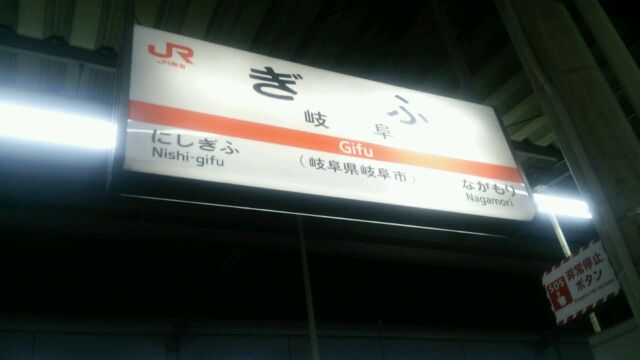 JR
JR東海
ぎふ
岐阜
Gifu
にしぎふ
Nishi-gifu
（岐阜県岐阜市）
ながもり
Nagamori
SOS
非常停止
ボタン